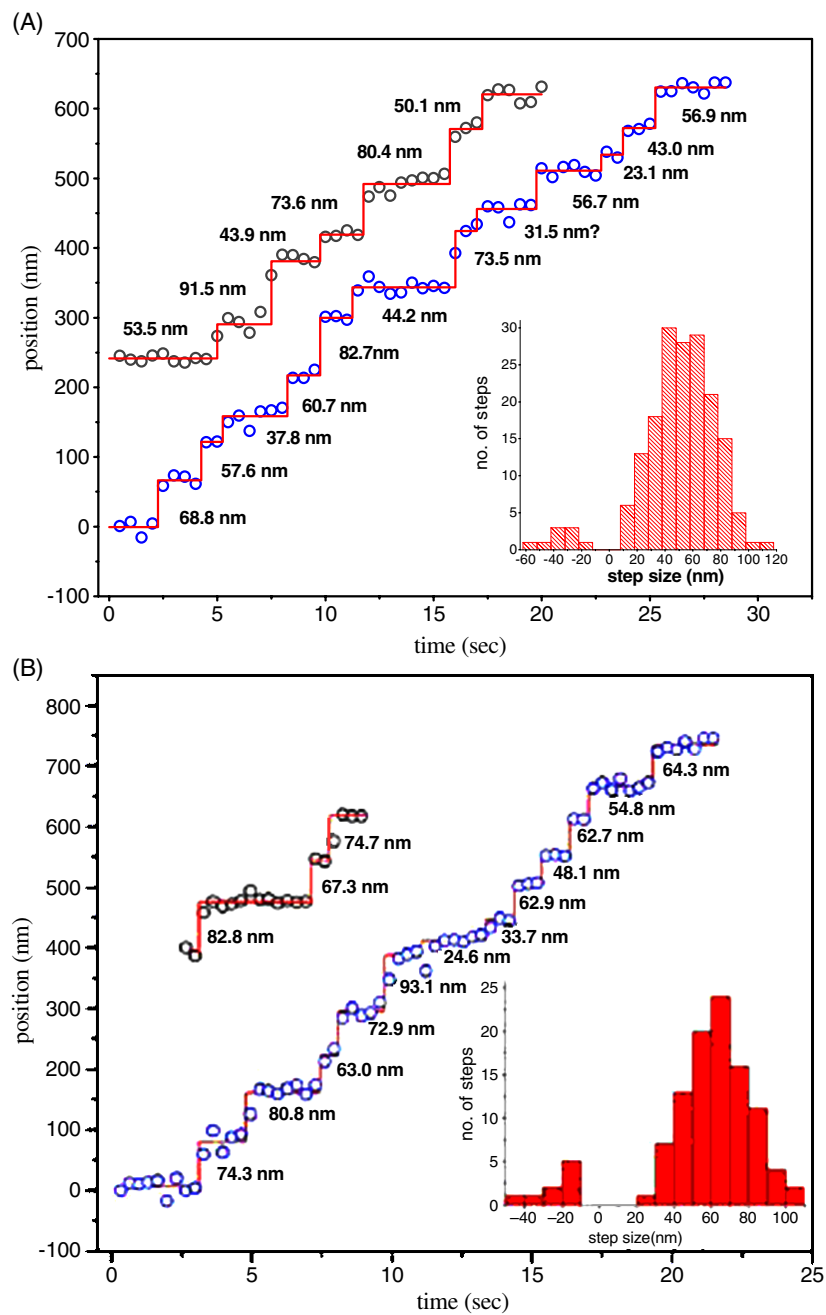 (A)
700
600
500
400
300
200
100
0
-100
position (nm)
0 5 10 15 20 25 30
time (sec)
50.1 nm
80.4 nm
73.6 nm
43.9 nm
91.5 nm
53.5 nm
56.9 nm
43.0 nm
23.1 nm
56.7 nm
31.5 nm?
73.5 nm
44.2 nm
82.7nm
60.7 nm
37.8 nm
57.6 nm
68.8 nm
30
25
20
15
10
5
0
no. of steps
-60 -40 -20 0 20 40 60 80 100 120
step size (nm)
(B)
800
700
600
500
400
300
200
100
0
-100
position (nm)
0 5 10 15 20 25
time (sec)
74.7 nm
67.3 nm
82.8 nm
64.3 nm
54.8 nm
62.7 nm
48.1 nm
62.9 nm
33.7 nm
24.6 nm
93.1 nm
72.9 nm
63.0 nm
80.8 nm
74.3 nm
25
20
15
10
5
0
no. of steps
−40 −20 0 20 40 60 80 100
step size(nm)